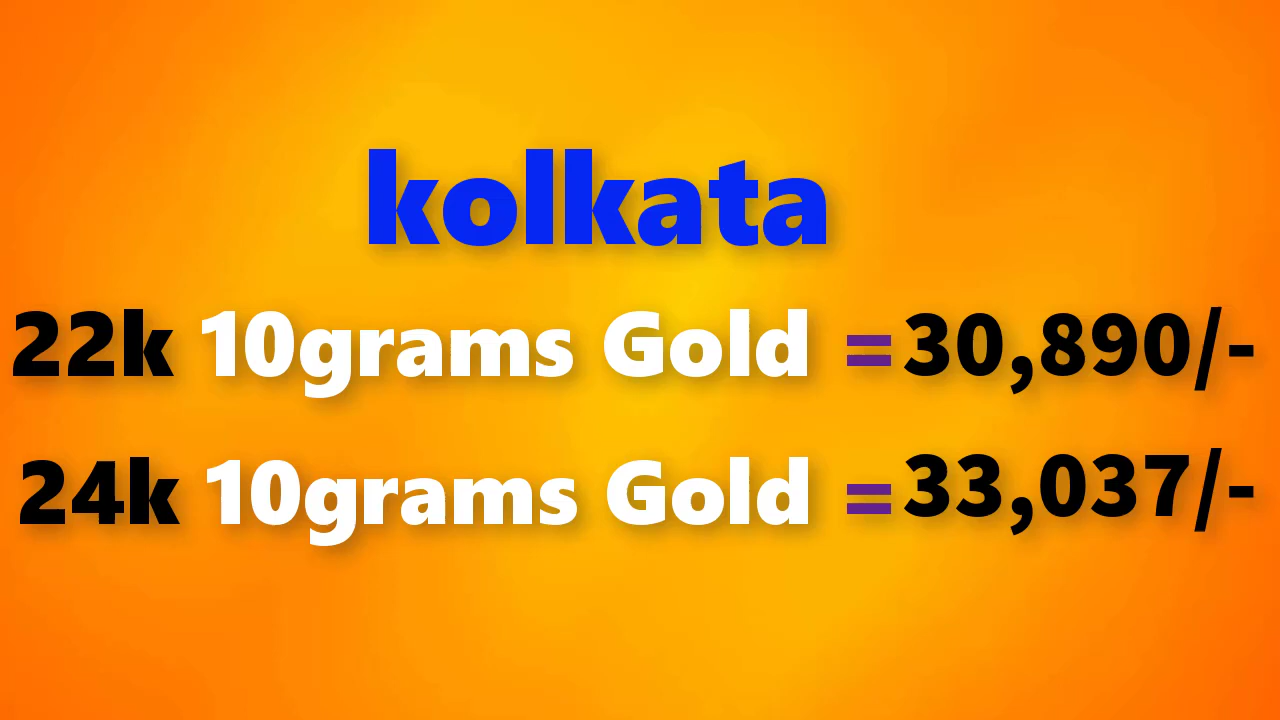 kolkata
22k 10grams Gold =30,890/-
24k 10grams Gold =33,037/-